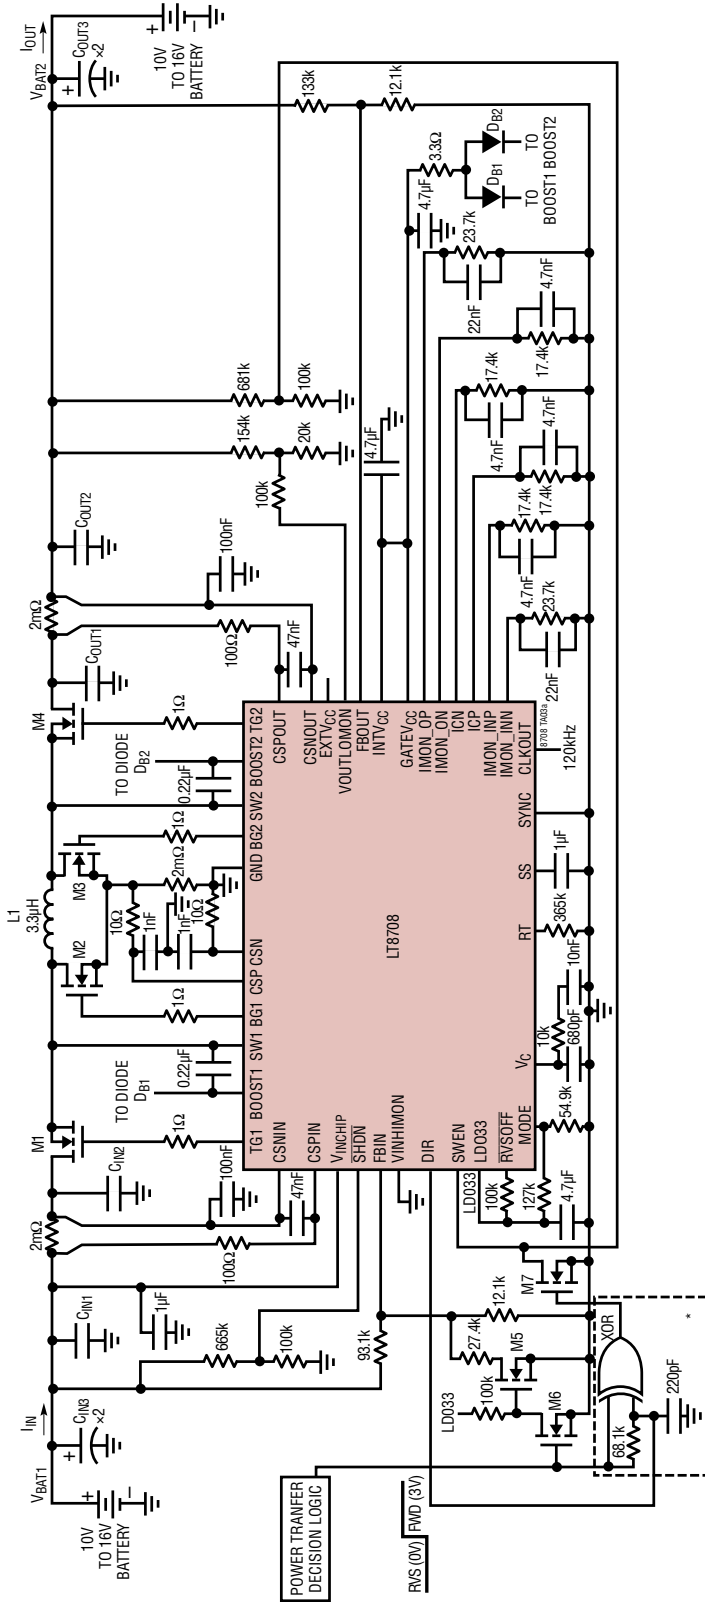 VBAT1
IIN
CIN3
×2
+
10V
TO 16V
BATTERY
+
–
CIN1
1µF
665k
100k
93.1k
2mΩ
100Ω
CIN2
100nF
47nF
M1
1Ω
TO DIODE
DB1
0.22µF
M2
1Ω
L1
3.3µH
M3
10Ω
1nF
1nF
10Ω
2mΩ
1Ω
TO DIODE
DB2
0.22µF
M4
1Ω
COUT1
2mΩ
100Ω
47nF
100nF
COUT2
154k
20k
100k
681k
100k
133k
12.1k
VBAT2
IOUT
COUT3
×2
+
10V
TO 16V
BATTERY
+
–
TG1
BOOST1
SW1
BG1
CSP
CSN
GND
BG2
SW2
BOOST2
TG2
CSNIN
CSPIN
VINCHIP
SHDN
FBIN
VINHIMON
DIR
SWEN
LDO33
RVSOFF
MODE
VC
RT
SS
SYNC
CLKOUT
LT8708
CSPOUT
CSNOUT
EXTVCC
VOUTLOMON
FBOUT
INTVCC
GATEVCC
IMON_OP
IMON_ON
ICN
ICP
IMON_INP
IMON_INN
8708 TA03a
120kHz
4.7µF
4.7µF
3.3Ω
DB1
DB2
TO
BOOST1
TO
BOOST2
22nF
23.7k
17.4k
4.7nF
4.7nF
17.4k
17.4k
4.7nF
4.7nF
17.4k
22nF
23.7k
LD033
100k
127k
4.7µF
54.9k
10k
680pF
10nF
365k
1µF
POWER TRANFER
DECISION LOGIC
RVS (0V)
FWD (3V)
LD033
100k
27.4k
12.1k
M5
M6
M7
XOR
68.1k
220pF
*